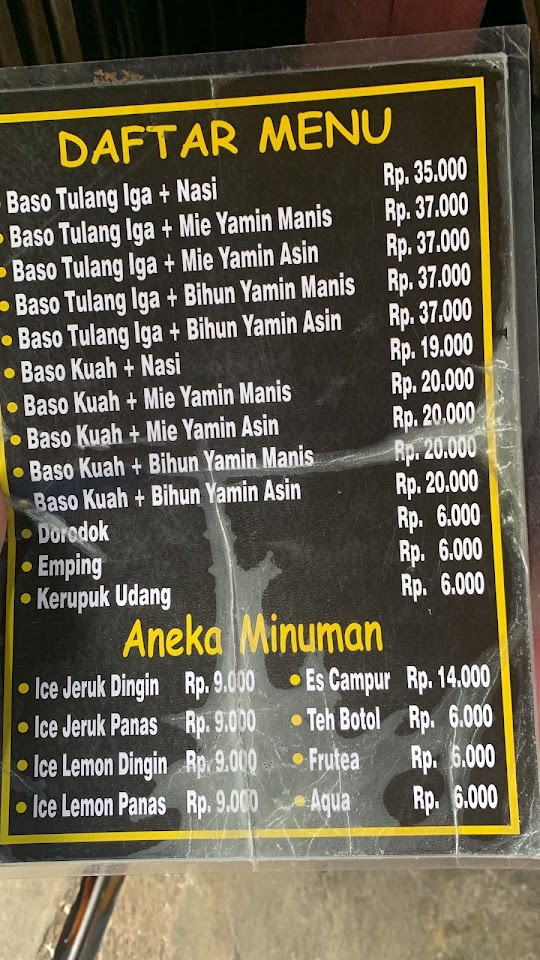 DAFTAR MENU
Baso Tulang Iga + Nasi Rp. 35.000
Baso Tulang Iga + Mie Yamin Manis Rp. 37.000
Baso Tulang Iga + Mie Yamin Asin Rp. 37.000
Baso Tulang Iga + Bihun Yamin Manis Rp. 37.000
Baso Tulang Iga + Bihun Yamin Asin Rp. 37.000
Baso Kuah + Nasi Rp. 19.000
Baso Kuah + Mie Yamin Manis Rp. 20.000
Baso Kuah + Mie Yamin Asin Rp. 20.000
Baso Kuah + Bihun Yamin Manis Rp. 20.000
Baso Kuah + Bihun Yamin Asin Rp. 20.000
Dorodok Rp. 6.000
Emping Rp. 6.000
Kerupuk Udang Rp. 6.000
Aneka Minuman
Ice Jeruk Dingin Rp. 9.000
Ice Jeruk Panas Rp. 9.000
Ice Lemon Dingin Rp. 9.000
Ice Lemon Panas Rp. 9.000
Es Campur Rp. 14.000
Teh Botol Rp. 6.000
Frutea Rp. 6.000
Aqua Rp. 6.000